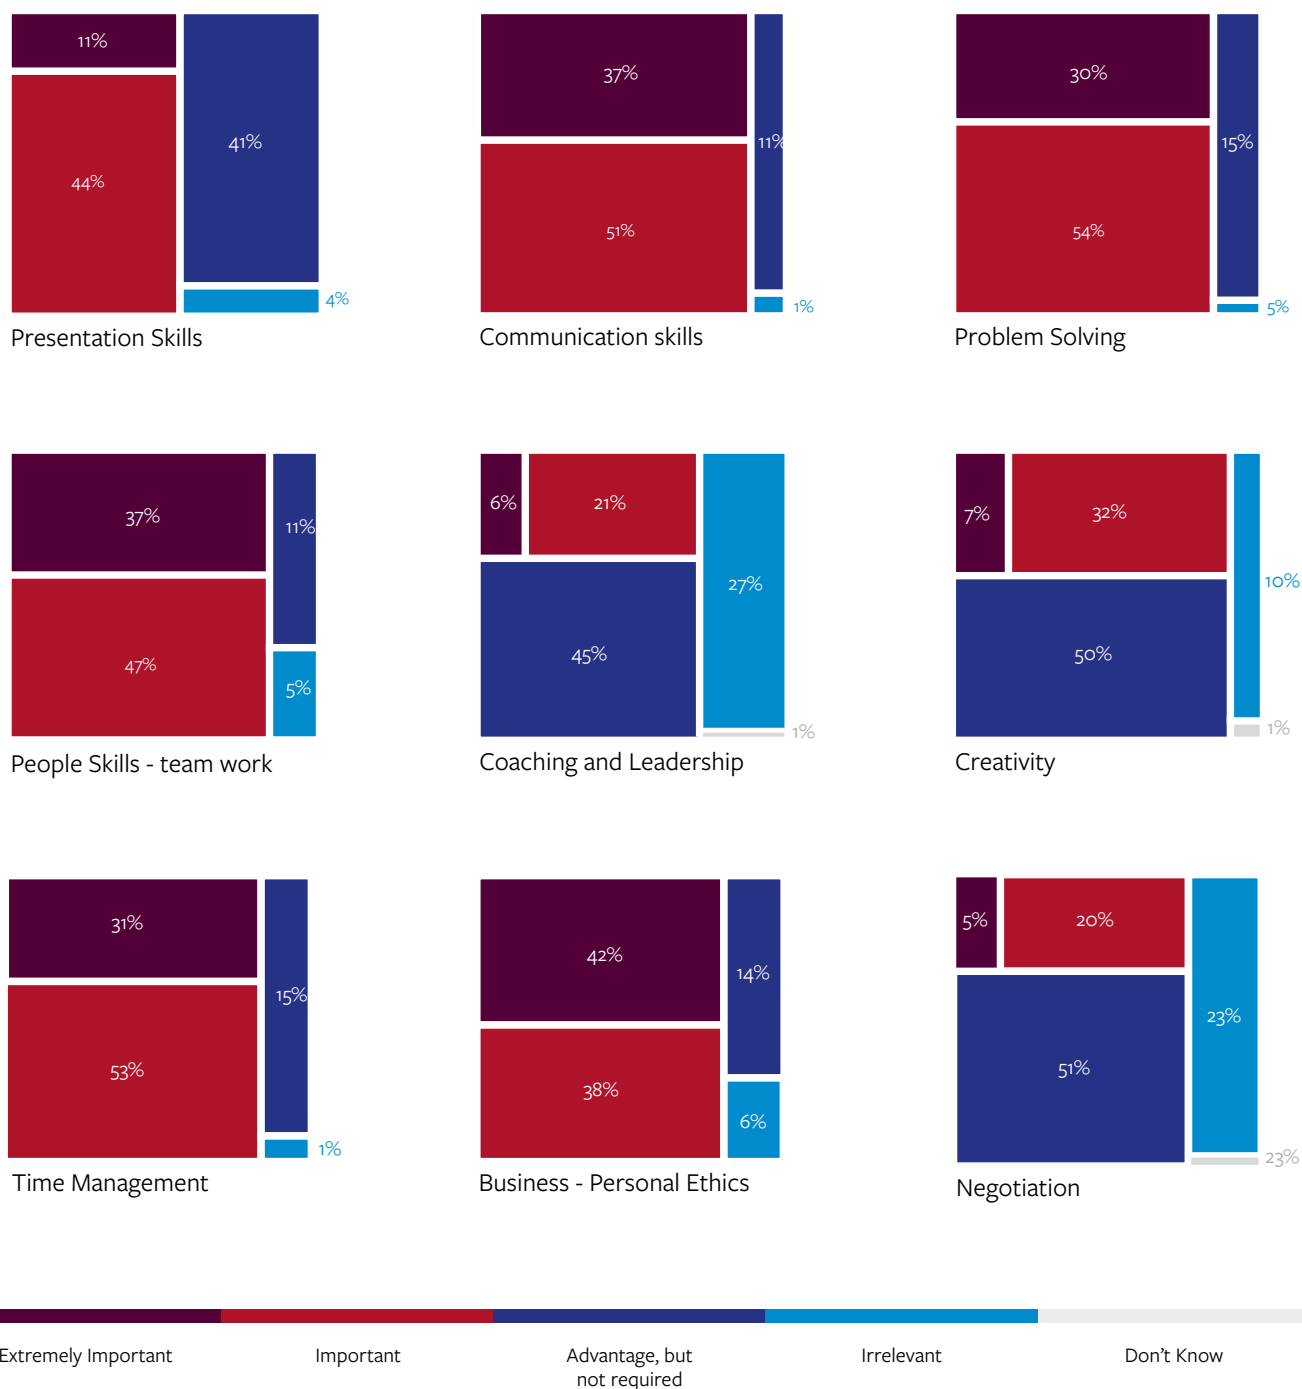 11%
41%
44%
4%
Presentation Skills
37%
11%
51%
1%
Communication skills
30%
15%
54%
5%
Problem Solving
37%
11%
47%
5%
People Skills - team work
6%
21%
27%
45%
1%
Coaching and Leadership
7%
32%
10%
50%
1%
Creativity
31%
15%
53%
1%
Time Management
42%
14%
38%
6%
Business - Personal Ethics
5%
20%
23%
51%
23%
Negotiation
Extremely Important
Important
Advantage, but
not required
Irrelevant
Don't Know